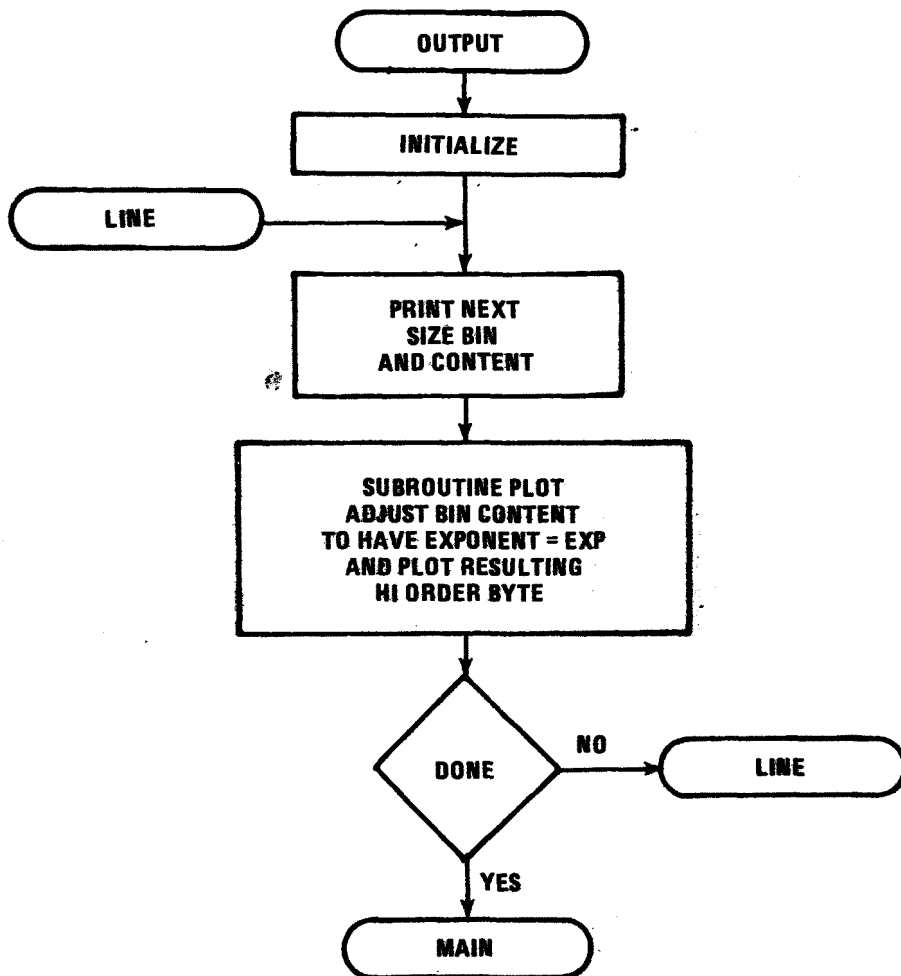 OUTPUT
INITIALIZE
LINE
PRINT NEXT
SIZE BIN
AND CONTENT
SUBROUTINE PLOT
ADJUST BIN CONTENT
TO HAVE EXPONENT = EXP
AND PLOT RESULTING
HI ORDER BYTE
DONE
NO
LINE
YES
MAIN